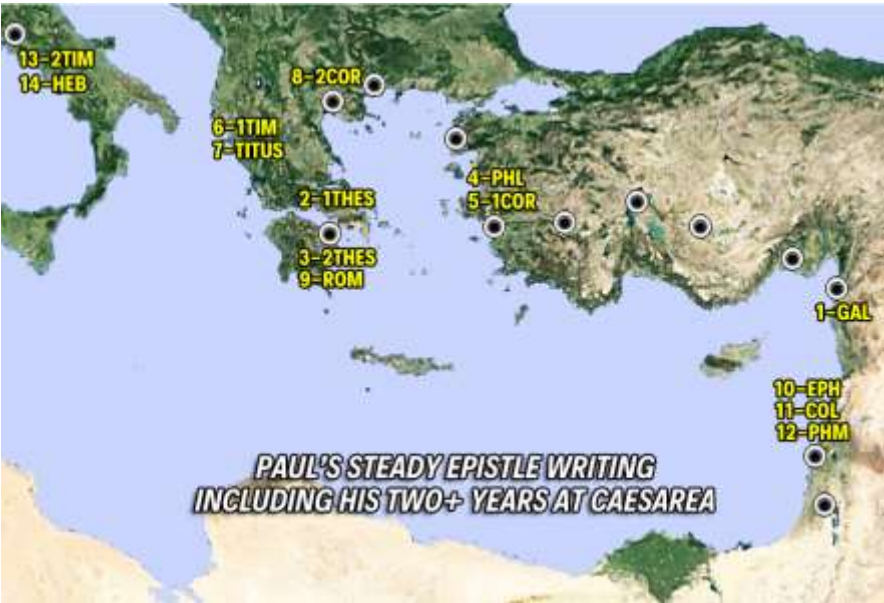 13-2TIM
14-HEB
8-2COR
6-1TIM
7-TITUS
4-PHL
5-1COR
2-1THES
3-2THES
9-ROM
1-GAL
10-EPH
11-COL
12-PHM
PAUL'S STEADY EPISTLE WRITING
INCLUDING HIS TWO+ YEARS AT CAESAREA